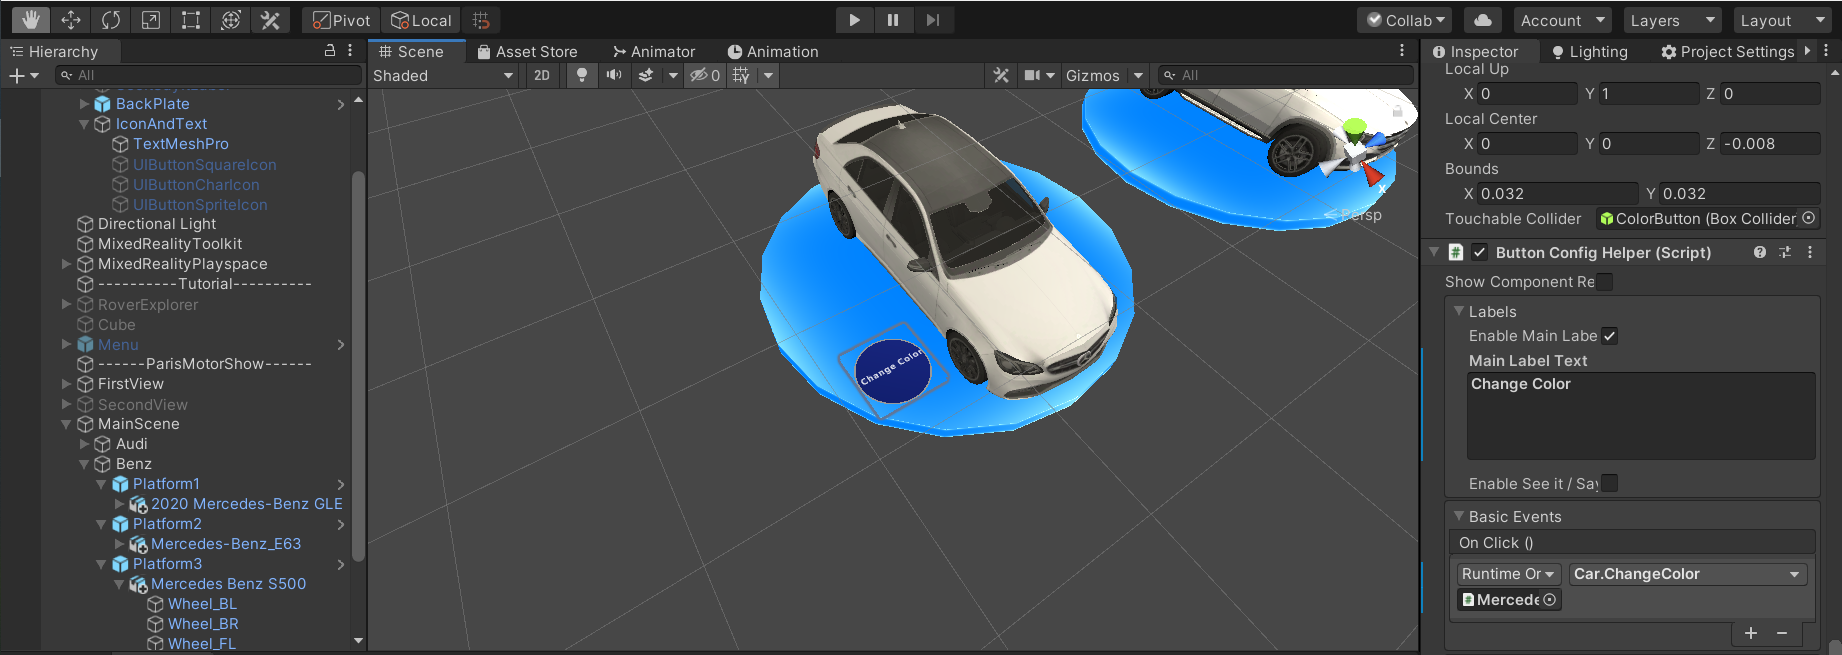 Pivot
Local
Collab
Account
Layers
Layout
Hierarchy
Scene
Asset Store
Animator
Animation
Inspector
Lighting
Project Settings
All
Shaded
2D
0
Gizmos
All
BackPlate
IconAndText
TextMeshPro
UIButtonSquareIcon
UIButtonCharIcon
UIButtonSpriteIcon
Directional Light
MixedRealityToolkit
MixedRealityPlayspace
----------Tutorial----------
RoverExplorer
Cube
Menu
------ParisMotorShow------
FirstView
SecondView
MainScene
Audi
Benz
Platform1
2020 Mercedes-Benz GLE
Platform2
Mercedes-Benz_E63
Platform3
Mercedes Benz S500
Wheel_BL
Wheel_BR
Wheel_FL
Change Color
x
Persp
Local Up
X 0 Y 1 Z 0
Local Center
X 0 Y 0 Z -0.008
Bounds
X 0.032 Y 0.032
Touchable Collider ColorButton (Box Collider
Button Config Helper (Script)
Show Component Re
Labels
Enable Main Labe
Main Label Text
Change Color
Enable See it / Say
Basic Events
On Click ()
Runtime Or Car.ChangeColor
Mercede